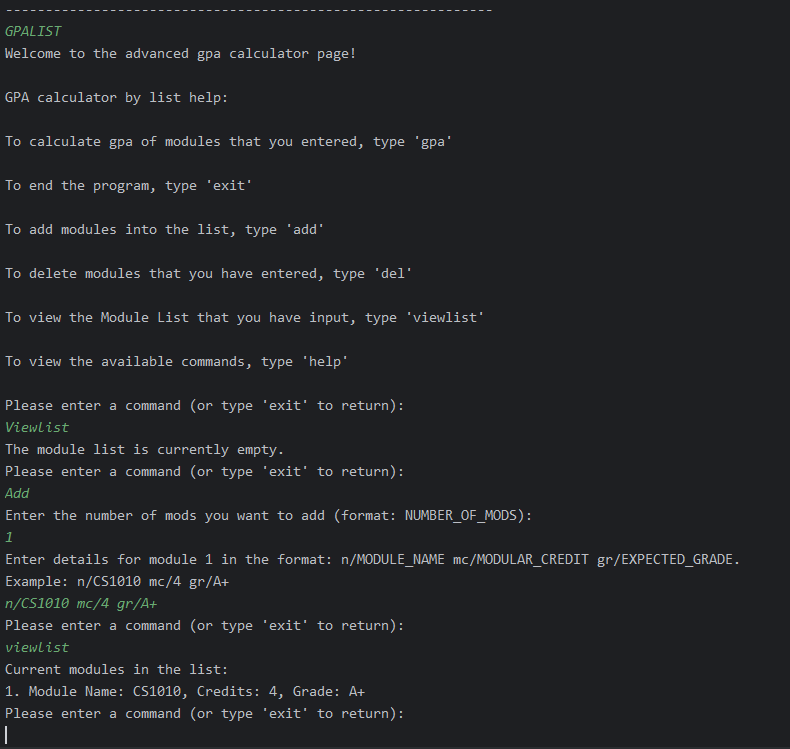 -------------------------------------------------------------
GPALIST
Welcome to the advanced gpa calculator page!
GPA calculator by list help:
To calculate gpa of modules that you entered, type 'gpa'
To end the program, type 'exit'
To add modules into the list, type 'add'
To delete modules that you have entered, type 'del'
To view the Module List that you have input, type 'viewlist'
To view the available commands, type 'help'
Please enter a command (or type 'exit' to return):
Viewlist
The module list is currently empty.
Please enter a command (or type 'exit' to return):
Add
Enter the number of mods you want to add (format: NUMBER_OF_MODS):
1
Enter details for module 1 in the format: n/MODULE_NAME mc/MODULAR_CREDIT gr/EXPECTED_GRADE.
Example: n/CS1010 mc/4 gr/A+
n/CS1010 mc/4 gr/A+
Please enter a command (or type 'exit' to return):
viewlist
Current modules in the list:
1. Module Name: CS1010, Credits: 4, Grade: A+
Please enter a command (or type 'exit' to return):